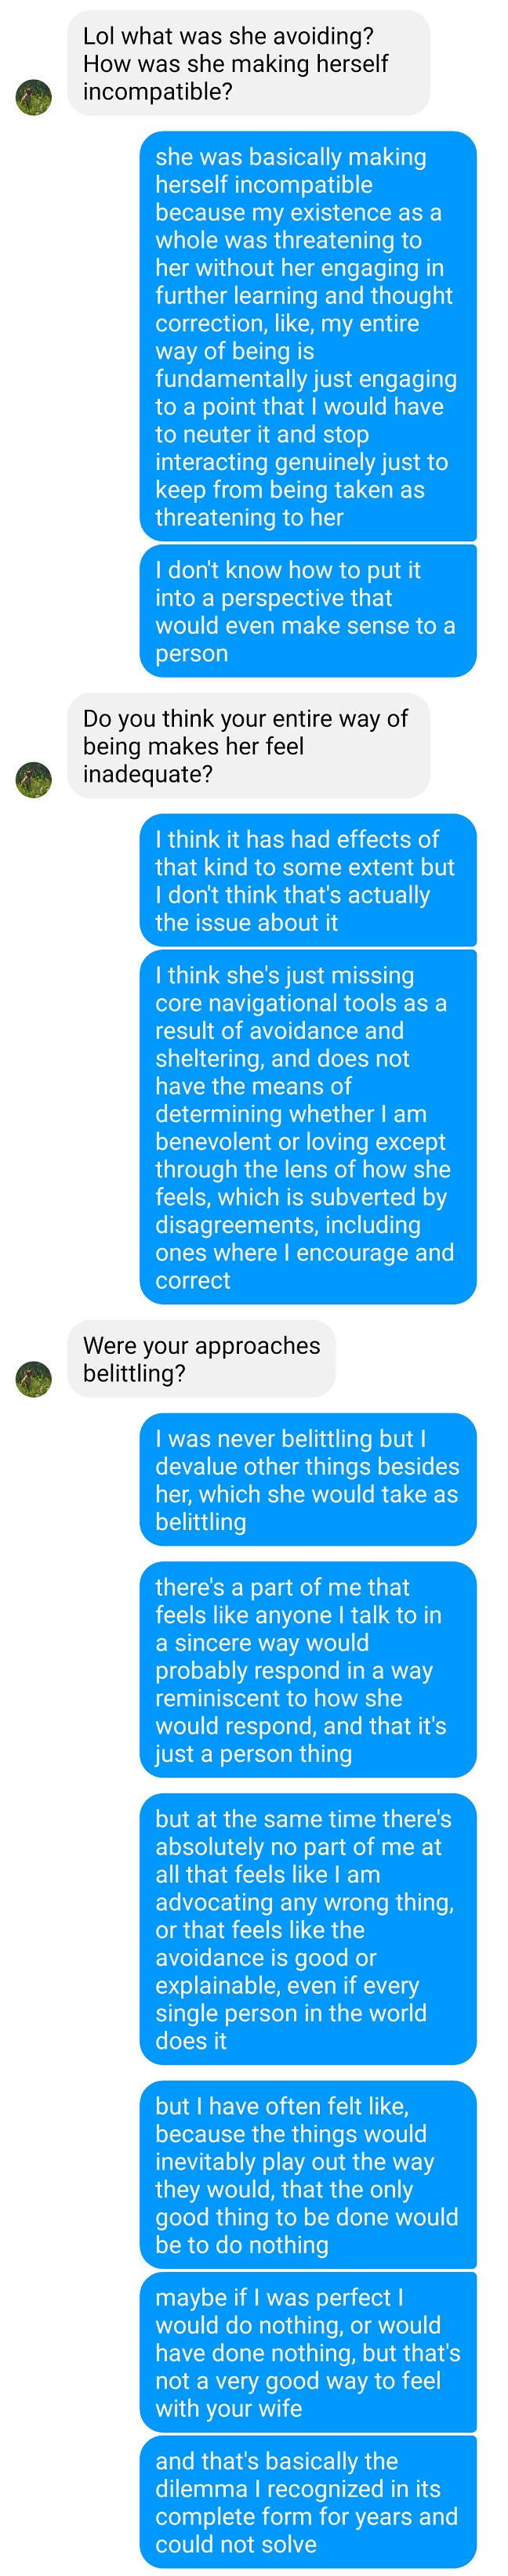 Lol what was she avoiding?
How was she making herself
incompatible?
she was basically making
herself incompatible
because my existence as a
whole was threatening to
her without her engaging in
further learning and thought
correction, like, my entire
way of being is
fundamentally just engaging
to a point that I would have
to neuter it and stop
interacting genuinely just to
keep from being taken as
threatening to her
I don't know how to put it
into a perspective that
would even make sense to a
person
Do you think your entire way of
being makes her feel
inadequate?
I think it has had effects of
that kind to some extent but
I don't think that's actually
the issue about it
I think she's just missing
core navigational tools as a
result of avoidance and
sheltering, and does not
have the means of
determining whether I am
benevolent or loving except
through the lens of how she
feels, which is subverted by
disagreements, including
ones where I encourage and
correct
Were your approaches
belittling?
I was never belittling but I
devalue other things besides
her, which she would take as
belittling
there's a part of me that
feels like anyone I talk to in
a sincere way would
probably respond in a way
reminiscent to how she
would respond, and that it's
just a person thing
but at the same time there's
absolutely no part of me at
all that feels like I am
advocating any wrong thing,
or that feels like the
avoidance is good or
explainable, even if every
single person in the world
does it
but I have often felt like,
because the things would
inevitably play out the way
they would, that the only
good thing to be done would
be to do nothing
maybe if I was perfect I
would do nothing, or would
have done nothing, but that's
not a very good way to feel
with your wife
and that's basically the
dilemma I recognized in its
complete form for years and
could not solve